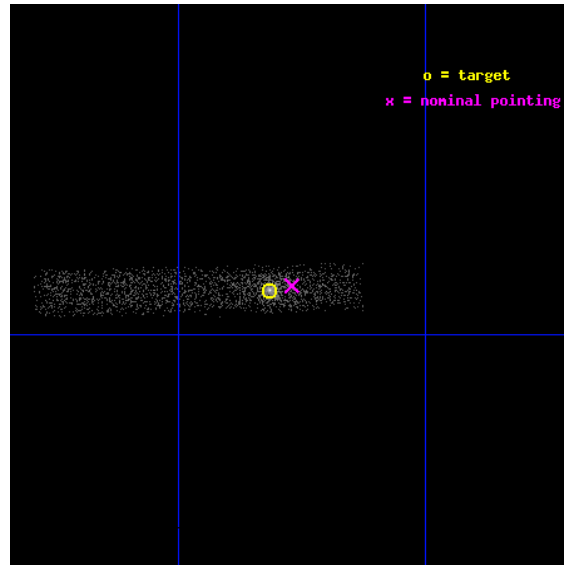 o = target
x = nominal pointing